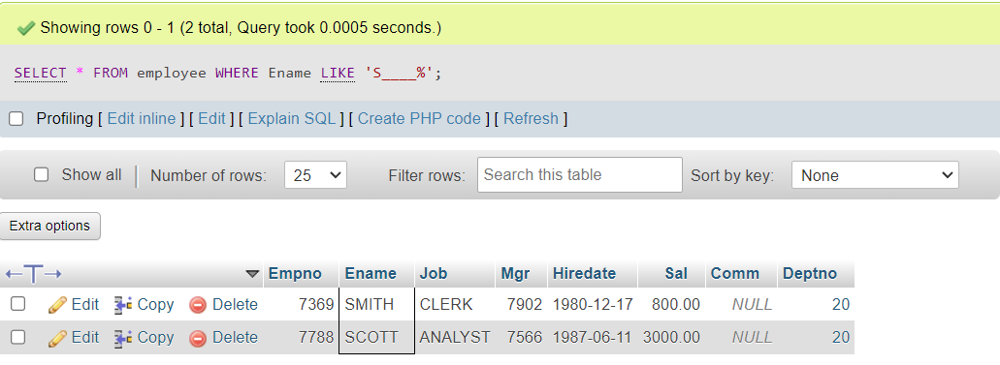 Showing rows 0 - 1 (2 total, Query took 0.0005 seconds.)
SELECT * FROM employee WHERE Ename LIKE 'S____%';
Profiling [ Edit inline ] [ Edit ] [ Explain SQL ] [ Create PHP code ] [ Refresh ]
Show all Number of rows: 25 Filter rows: Search this table Sort by key: None
Extra options
Empno Ename Job Mgr Hiredate Sal Comm Deptno
Edit Copy Delete 7369 SMITH CLERK 7902 1980-12-17 800.00 NULL 20
Edit Copy Delete 7788 SCOTT ANALYST 7566 1987-06-11 3000.00 NULL 20